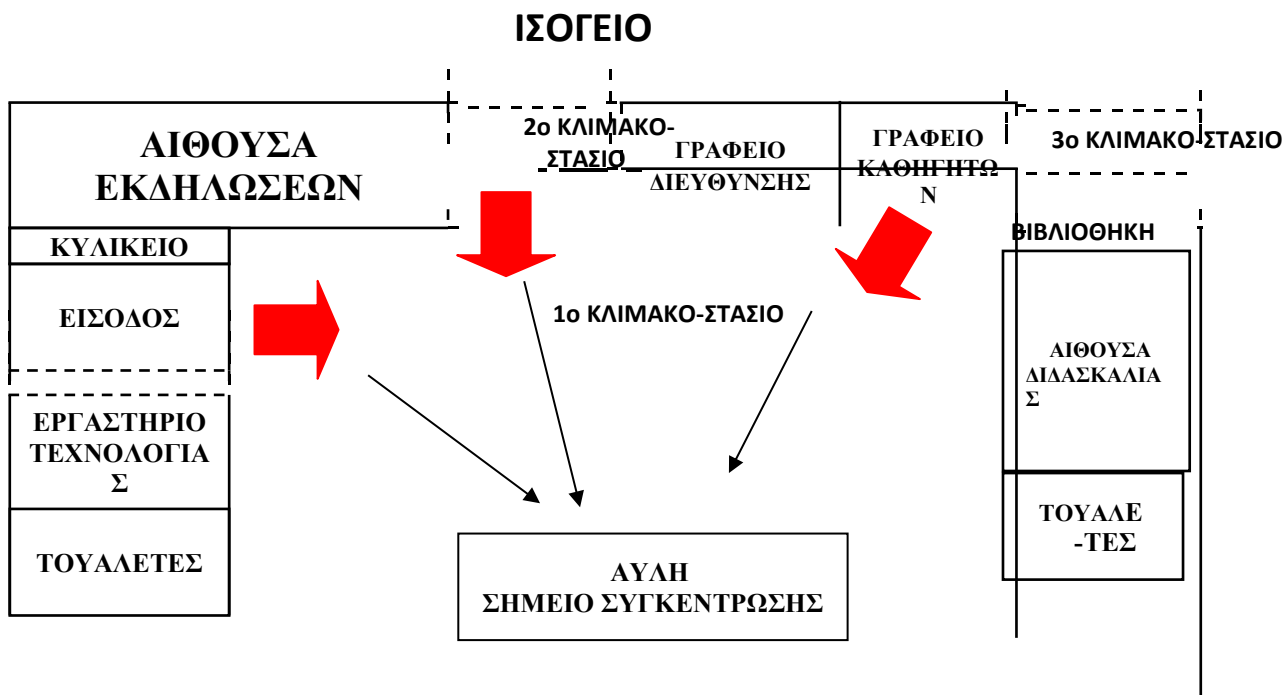 ΙΣΟΓΕΙΟ
ΑΙΘΟΥΣΑ
ΕΚΔΗΛΩΣΕΩΝ
2ο ΚΛΙΜΑΚΟ-
ΣΤΑΣΙΟ
ΓΡΑΦΕΙΟ
ΔΙΕΥΘΥΝΣΗΣ
ΓΡΑΦΕΙΟ
ΚΑΘΗΓΗΤΩ
Ν
3ο ΚΛΙΜΑΚΟ-ΣΤΑΣΙΟ
ΚΥΛΙΚΕΙΟ
ΒΙΒΛΙΟΘΗΚΗ
ΕΙΣΟΔΟΣ
1ο ΚΛΙΜΑΚΟ-ΣΤΑΣΙΟ
ΑΙΘΟΥΣΑ
ΔΙΔΑΣΚΑΛΙΑ
Σ
ΕΡΓΑΣΤΗΡΙΟ
ΤΕΧΝΟΛΟΓΙΑ
Σ
ΤΟΥΑΛΕΤΕΣ
ΑΥΛΗ
ΣΗΜΕΙΟ ΣΥΓΚΕΝΤΡΩΣΗΣ
ΤΟΥΑΛΕ
-ΤΕΣ